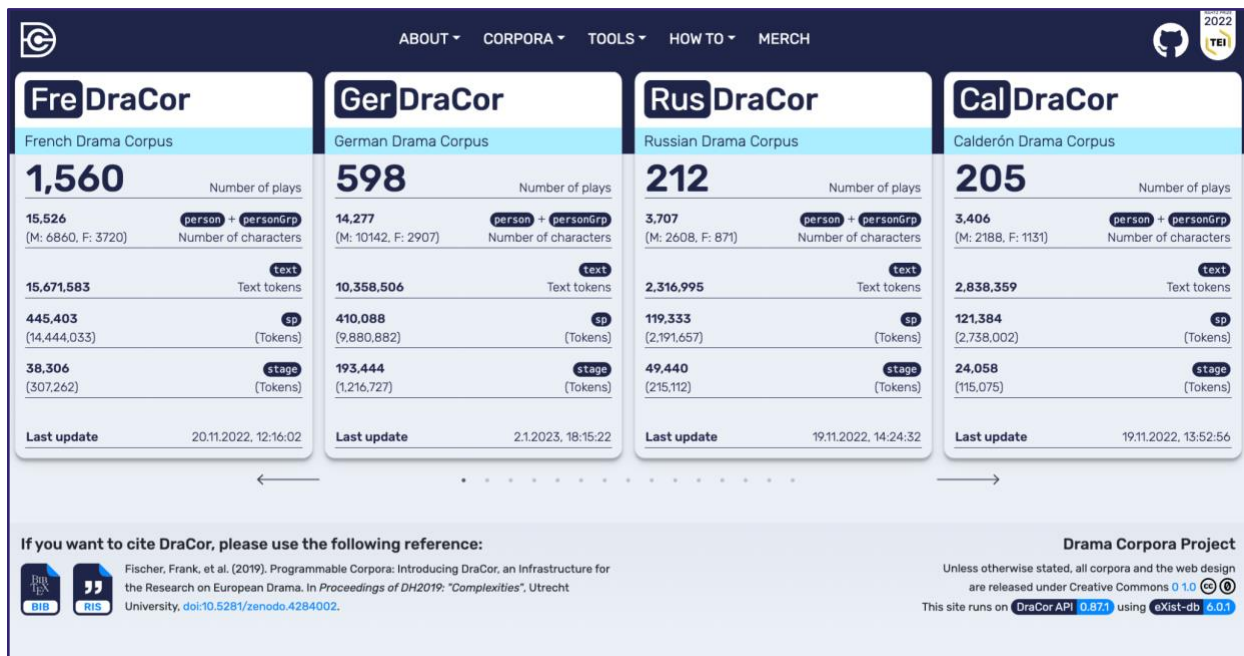 ABOUT CORPORA TOOLS HOW TO MERCH
2022
TEI
FreDraCor
French Drama Corpus
1,560 Number of plays
15,526 person + personGrp
(M: 6860, F: 3720) Number of characters
text
15,671,583 Text tokens
445,403 sp
(14,444,033) (Tokens)
38,306 stage
(307,262) (Tokens)
Last update 20.11.2022, 12:16:02
GerDraCor
German Drama Corpus
598 Number of plays
14,277 person + personGrp
(M: 10142, F: 2907) Number of characters
text
10,358,506 Text tokens
410,088 sp
(9,880,882) (Tokens)
193,444 stage
(1,216,727) (Tokens)
Last update 2.1.2023, 18:15:22
RusDraCor
Russian Drama Corpus
212 Number of plays
3,707 person + personGrp
(M: 2608, F: 871) Number of characters
text
2,316,995 Text tokens
119,333 sp
(2,191,657) (Tokens)
49,440 stage
(215,112) (Tokens)
Last update 19.11.2022, 14:24:32
CalDraCor
Calderón Drama Corpus
205 Number of plays
3,406 person + personGrp
(M: 2188, F: 1131) Number of characters
text
2,838,359 Text tokens
121,384 sp
(2,738,002) (Tokens)
24,058 stage
(115,075) (Tokens)
Last update 19.11.2022, 13:52:56
If you want to cite DraCor, please use the following reference:
BIBTEX
BIB
RIS
Fischer, Frank, et al. (2019). Programmable Corpora: Introducing DraCor, an Infrastructure for
the Research on European Drama. In Proceedings of DH2019: "Complexities", Utrecht
University, doi:10.5281/zenodo.4284002.
Drama Corpora Project
Unless otherwise stated, all corpora and the web design
are released under Creative Commons 0 1.0
This site runs on DraCor API 0.87.1 using eXist-db 6.0.1